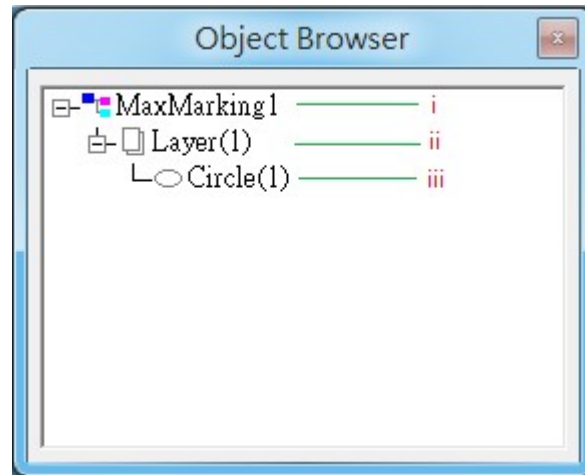 Object Browser
MaxMarking1 i
Layer(1) ii
Circle(1) iii